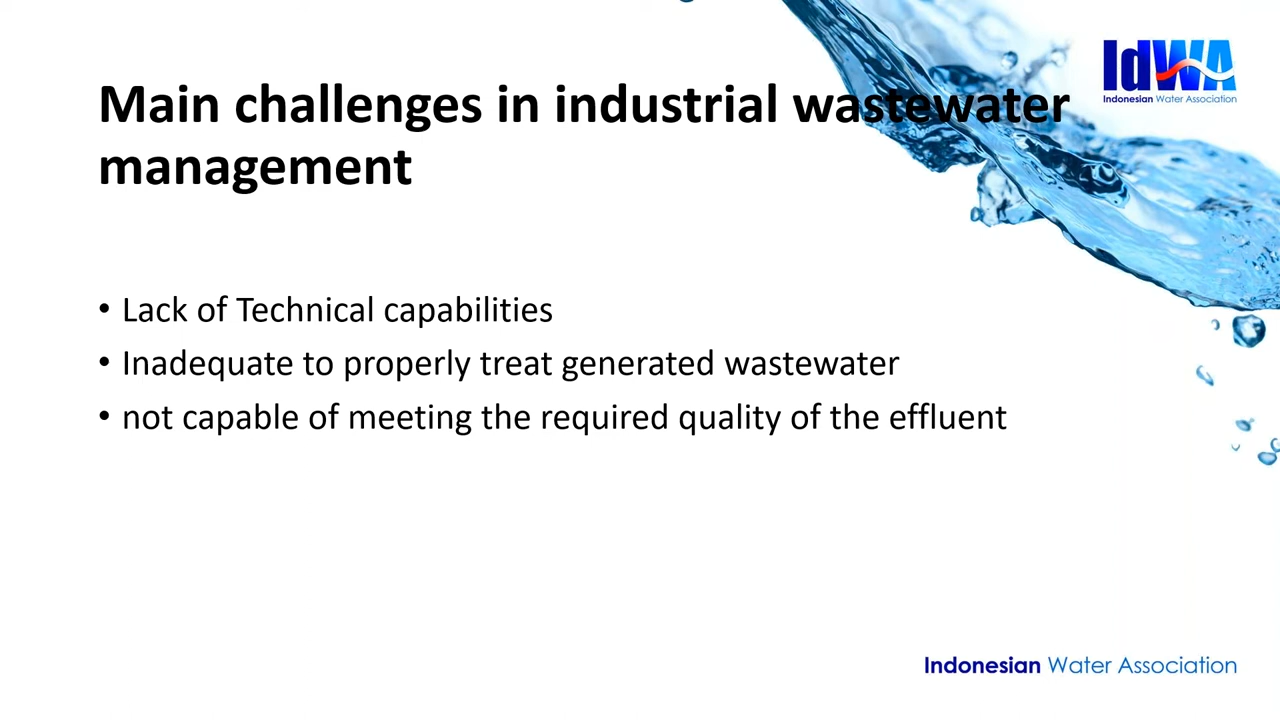 IdWA
Indonesian Water Association
Main challenges in industrial wastewater
management
• Lack of Technical capabilities
• Inadequate to properly treat generated wastewater
• not capable of meeting the required quality of the effluent
Indonesian Water Association